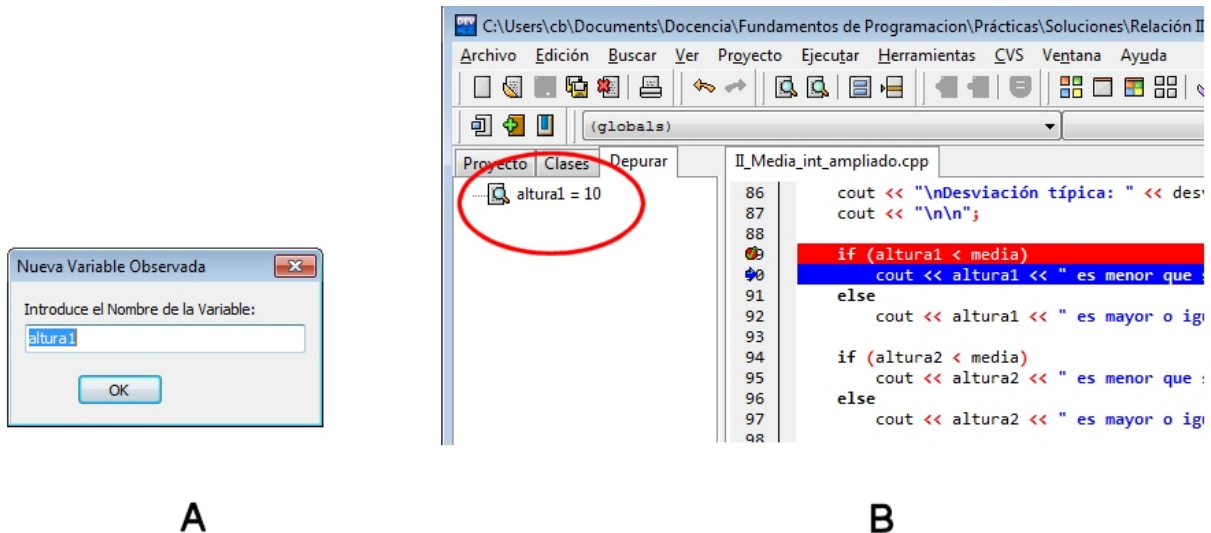 Nueva Variable Observada
Introduce el Nombre de la Variable:
altura1
OK
A
C:\Users\cb\Documents\Docencia\Fundamentos de Programacion\Prácticas\Soluciones\Relación II
Archivo Edición Buscar Ver Proyecto Ejecutar Herramientas CVS Ventana Ayuda
(globals)
Proyecto Clases Depurar
altura1 = 10
II_Media_int_ampliado.cpp
86 cout << "\nDesviación típica: " << des
87 cout << "\n\n";
88
if (altura1 < media)
cout << altura1 << " es menor que
91 else
92 cout << altura1 << " es mayor o
93
94 if (altura2 < media)
95 cout << altura2 << " es menor que
96 else
97 cout << altura2 << " es mayor o
98
B